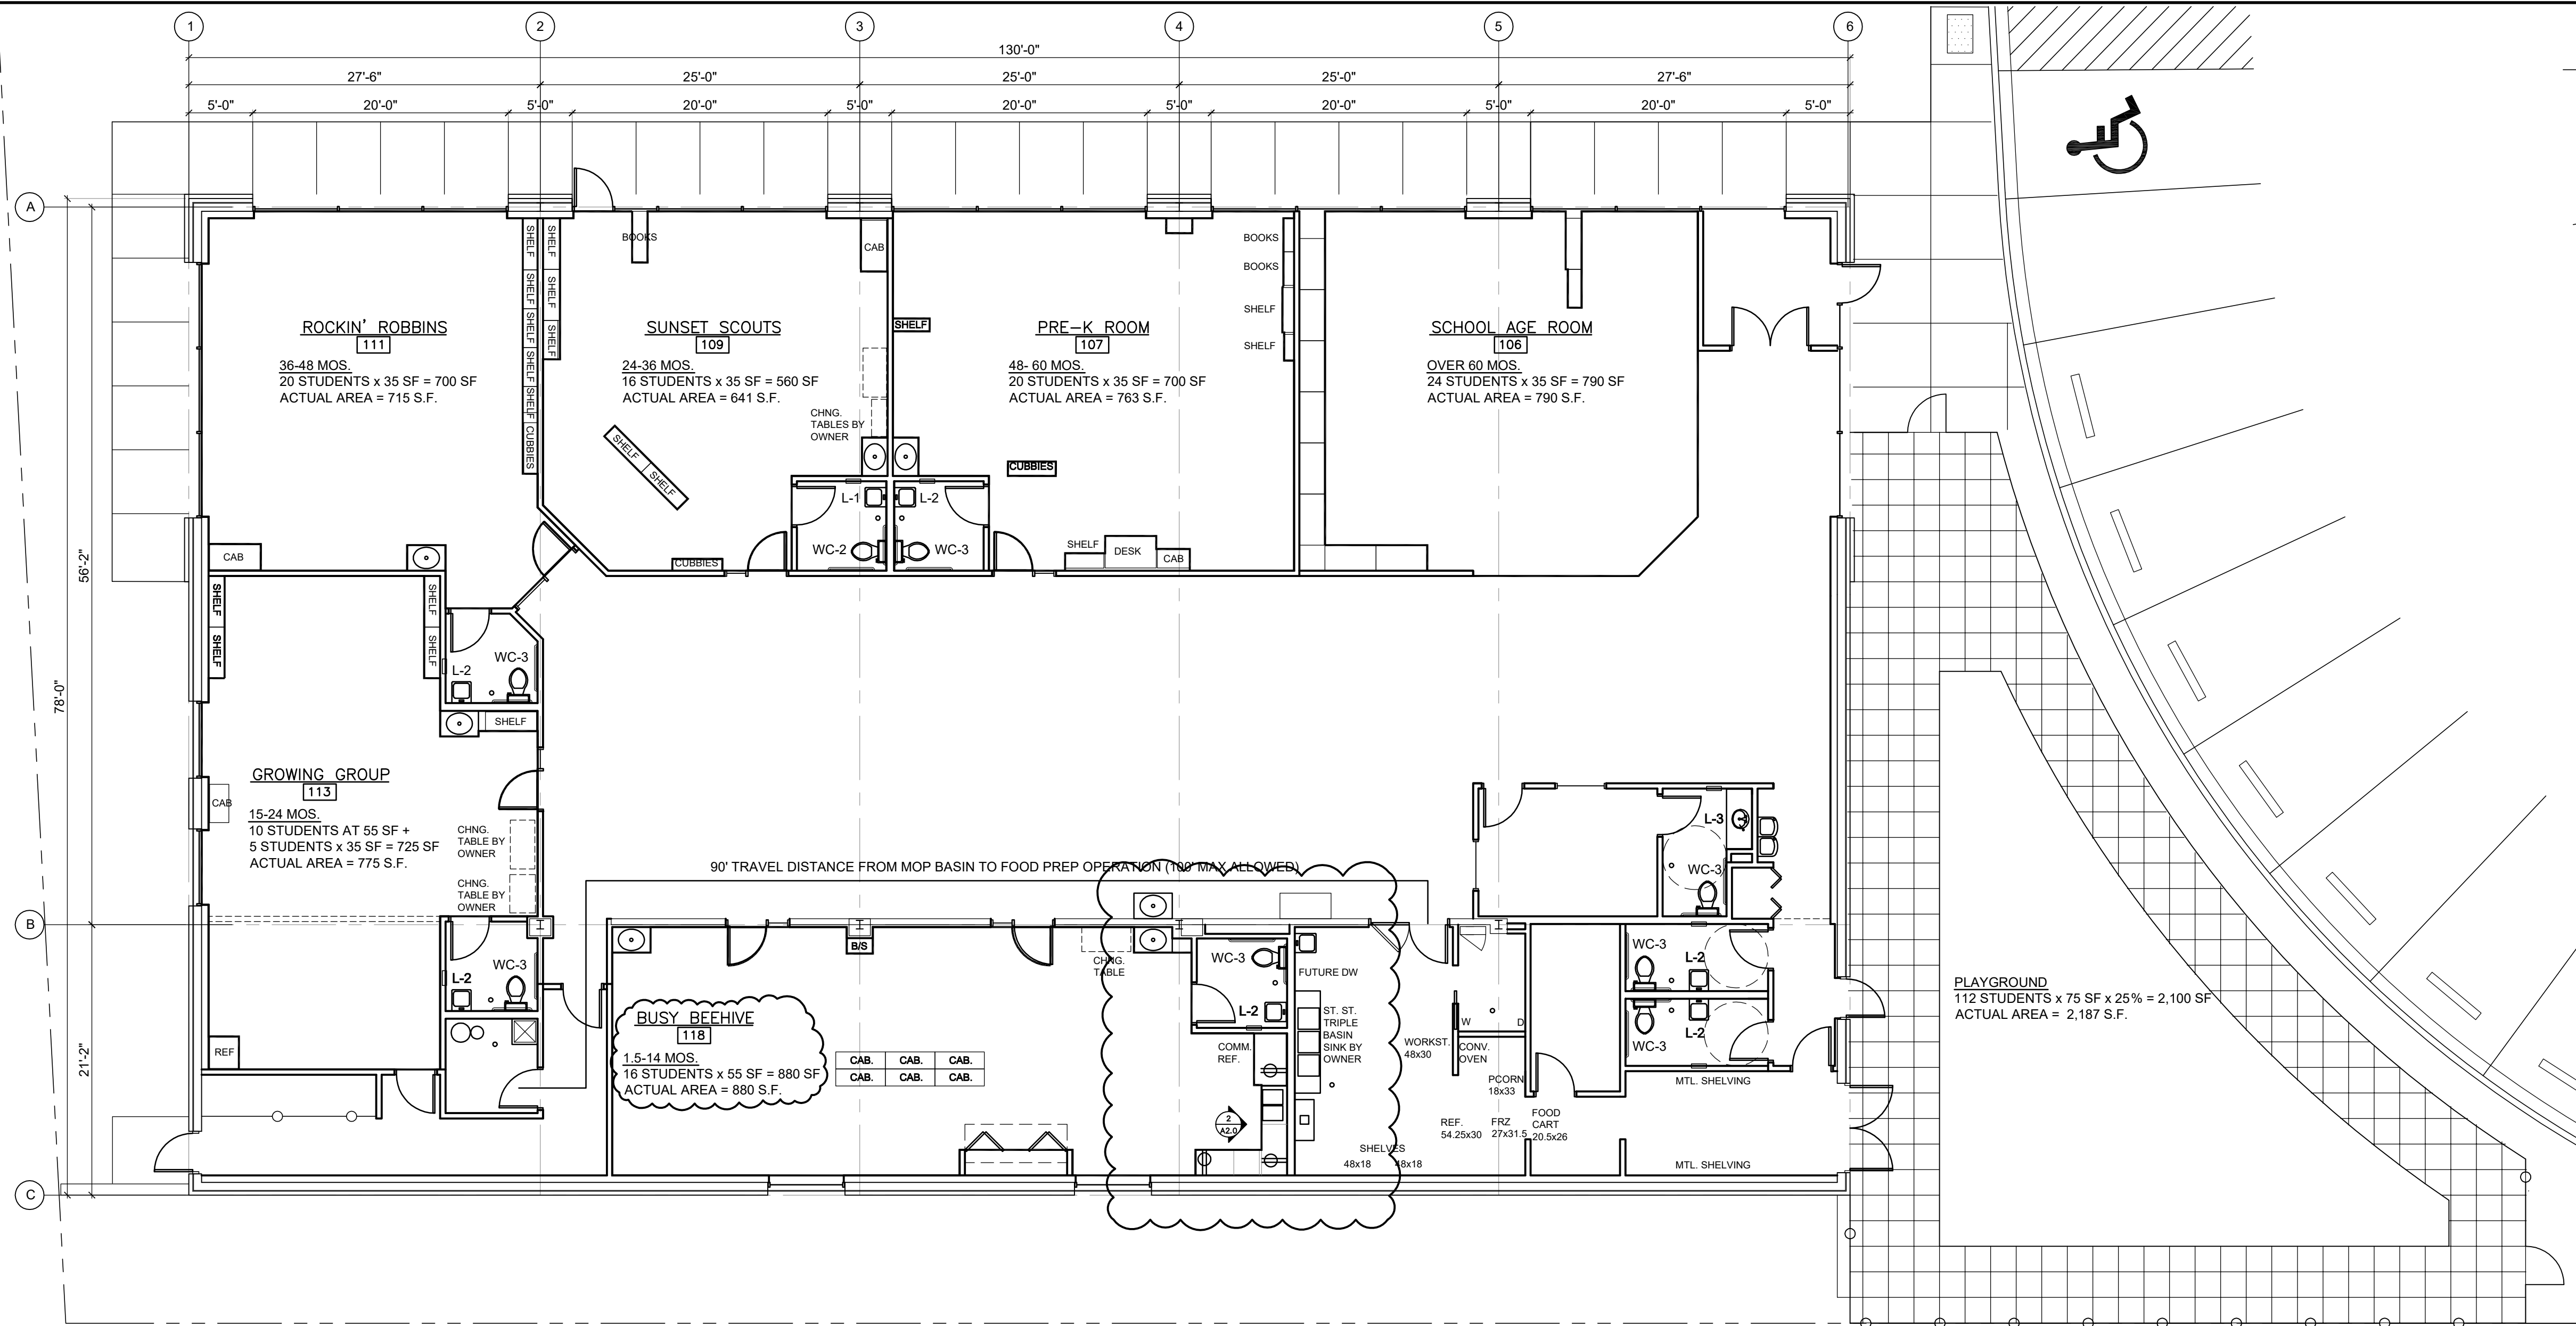 1
2
3
4
5
6
130'-0"
27'-6"
25'-0"
25'-0"
25'-0"
27'-6"
5'-0"
20'-0"
5'-0"
20'-0"
5'-0"
20'-0"
5'-0"
20'-0"
5'-0"
20'-0"
5'-0"
A
B
C
78'-0"
56'-2"
21'-2"
ROCKIN' ROBBINS
111
36-48 MOS.
20 STUDENTS x 35 SF = 700 SF
ACTUAL AREA = 715 S.F.
SHELF
SHELF
SHELF
SHELF
SHELF
CUBBIES
CAB
SHELF
SHELF
SHELF
BOOKS
CAB
SUNSET SCOUTS
109
24-36 MOS.
16 STUDENTS x 35 SF = 560 SF
ACTUAL AREA = 641 S.F.
CHNG.
TABLES BY
OWNER
SHELF
SHELF
CUBBIES
L-1
WC-2
L-2
WC-3
SHELF
PRE-K ROOM
107
48- 60 MOS.
20 STUDENTS x 35 SF = 700 SF
ACTUAL AREA = 763 S.F.
BOOKS
BOOKS
SHELF
SHELF
CUBBIES
SHELF
DESK
CAB
SCHOOL AGE ROOM
106
OVER 60 MOS.
24 STUDENTS x 35 SF = 790 SF
ACTUAL AREA = 790 S.F.
SHELF
SHELF
SHELF
SHELF
WC-3
L-2
SHELF
GROWING GROUP
113
CAB
15-24 MOS.
10 STUDENTS AT 55 SF +
5 STUDENTS x 35 SF = 725 SF
ACTUAL AREA = 775 S.F.
CHNG.
TABLE BY
OWNER
CHNG.
TABLE BY
OWNER
WC-3
L-2
REF
90' TRAVEL DISTANCE FROM MOP BASIN TO FOOD PREP OPERATION (100' MAX ALLOWED)
B/S
BUSY BEEHIVE
118
1.5-14 MOS.
16 STUDENTS x 55 SF = 880 SF
ACTUAL AREA = 880 S.F.
CAB. CAB. CAB.
CAB. CAB. CAB.
CHNG.
TABLE
WC-3
L-2
COMM.
REF.
2
A2.0
FUTURE DW
ST. ST.
TRIPLE
BASIN
SINK BY
OWNER
SHELVES
48x18
48x18
WORKST.
48x30
W
D
CONV.
OVEN
PCORN
18x33
REF.
54.25x30
FRZ
27x31.5
FOOD
CART
20.5x26
L-3
WC-3
WC-3
L-2
L-2
WC-3
MTL. SHELVING
MTL. SHELVING
PLAYGROUND
112 STUDENTS x 75 SF x 25% = 2,100 SF
ACTUAL AREA = 2,187 S.F.